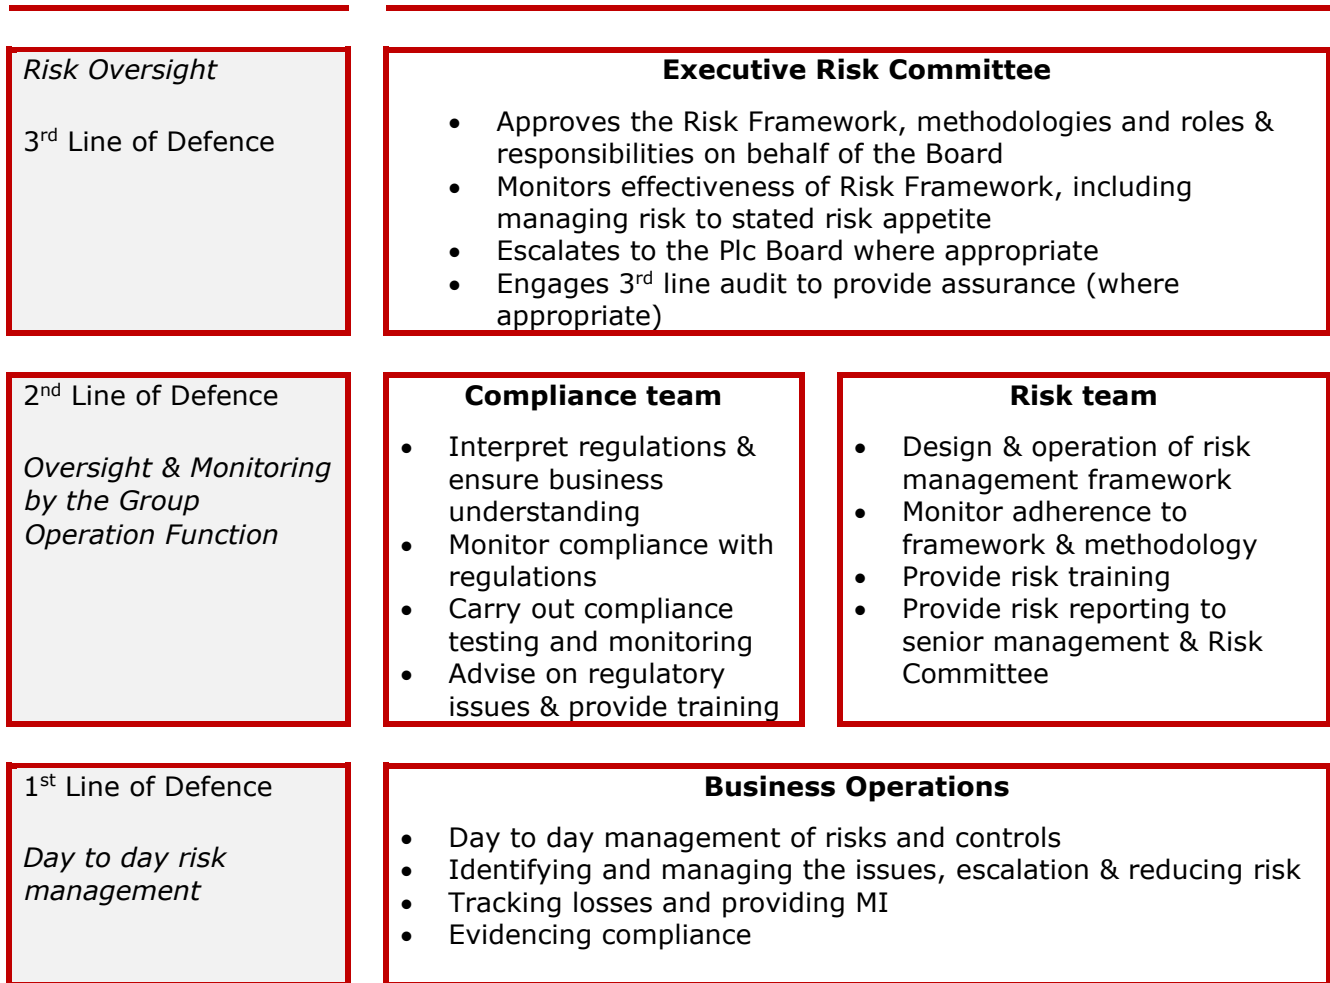 Risk Oversight
3rd Line of Defence
Executive Risk Committee
• Approves the Risk Framework, methodologies and roles &
responsibilities on behalf of the Board
• Monitors effectiveness of Risk Framework, including
managing risk to stated risk appetite
• Escalates to the Plc Board where appropriate
• Engages 3rd line audit to provide assurance (where
appropriate)
2nd Line of Defence
Oversight & Monitoring
by the Group
Operation Function
Compliance team
• Interpret regulations &
ensure business
understanding
• Monitor compliance with
regulations
• Carry out compliance
testing and monitoring
• Advise on regulatory
issues & provide training
Risk team
• Design & operation of risk
management framework
• Monitor adherence to
framework & methodology
• Provide risk training
• Provide risk reporting to
senior management & Risk
Committee
1st Line of Defence
Day to day risk
management
Business Operations
• Day to day management of risks and controls
• Identifying and managing the issues, escalation & reducing risk
• Tracking losses and providing MI
• Evidencing compliance